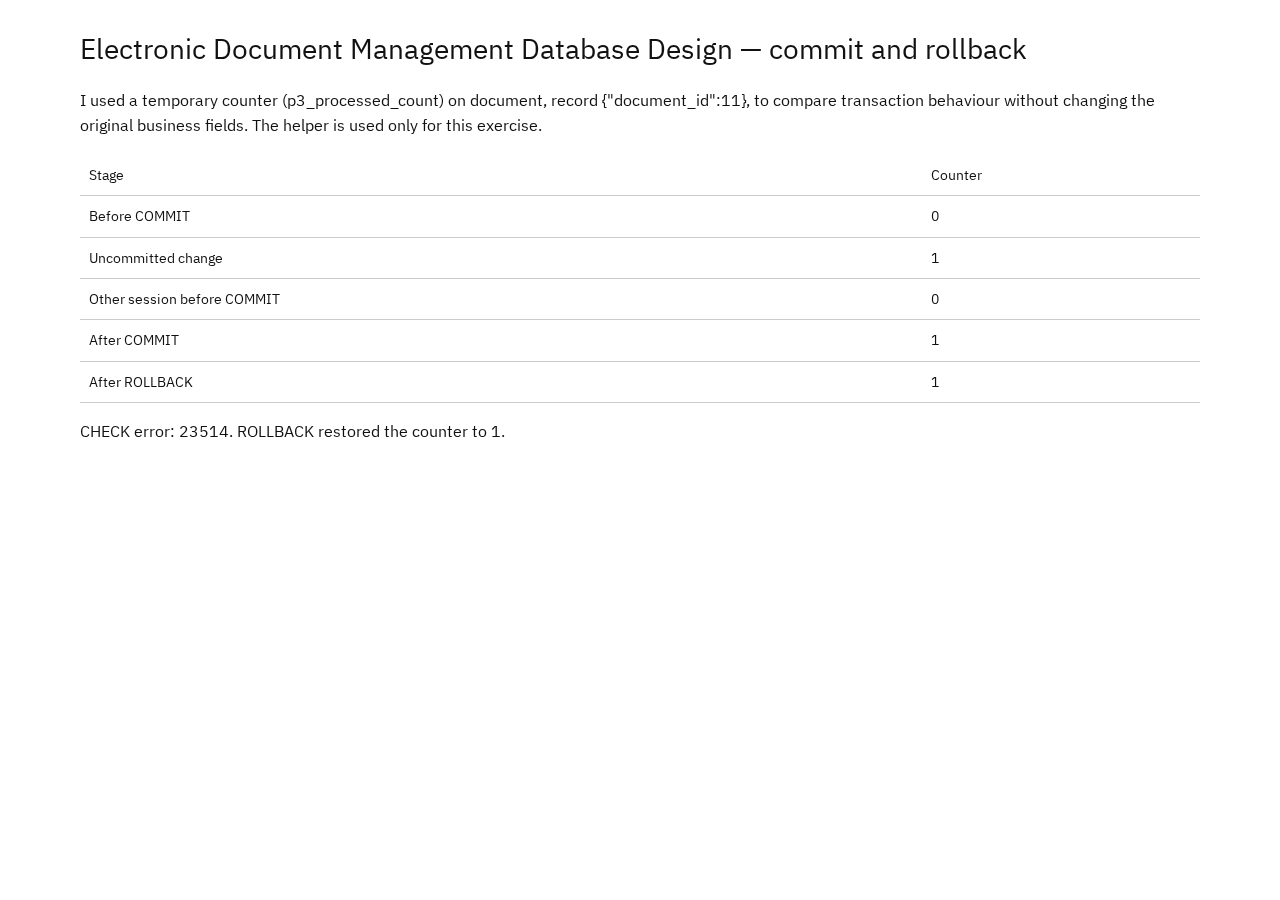 Electronic Document Management Database Design — commit and rollback
I used a temporary counter (p3_processed_count) on document, record {"document_id":11}, to compare transaction behaviour without changing the
original business fields. The helper is used only for this exercise.
Stage Counter
Before COMMIT 0
Uncommitted change 1
Other session before COMMIT 0
After COMMIT 1
After ROLLBACK 1
CHECK error: 23514. ROLLBACK restored the counter to 1.